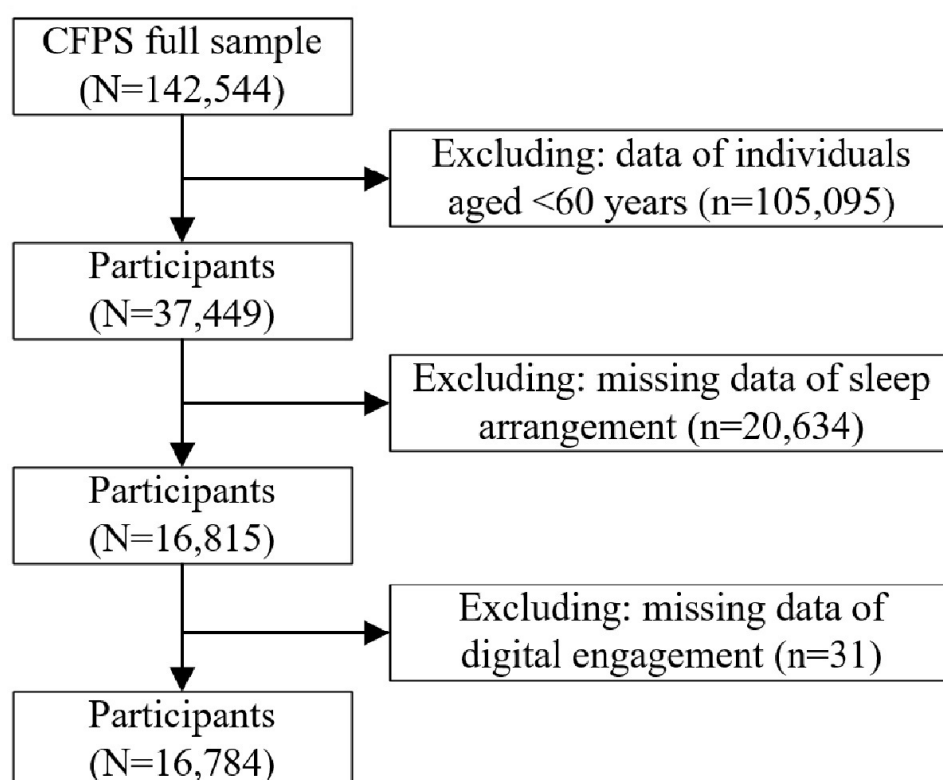 CFPS full sample
(N=142,544)
Excluding: data of individuals
aged <60 years (n=105,095)
Participants
(N=37,449)
Excluding: missing data of sleep
arrangement (n=20,634)
Participants
(N=16,815)
Excluding: missing data of
digital engagement (n=31)
Participants
(N=16,784)